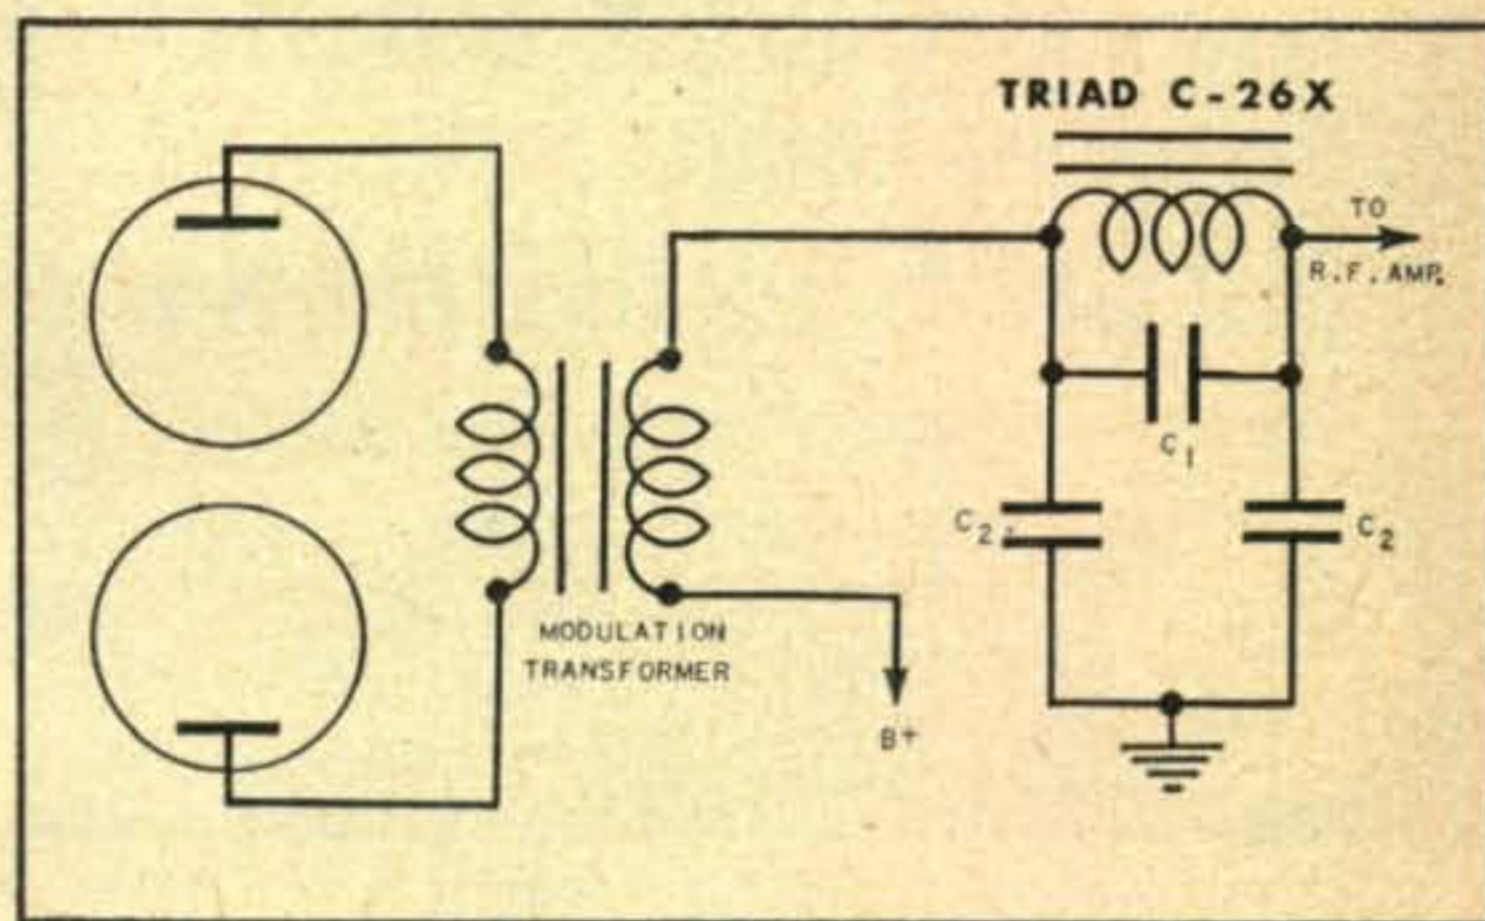 TRIAD C-26X
TO
R.F. AMP.
C1
C2
C2
MODULATION
TRANSFORMER
B+